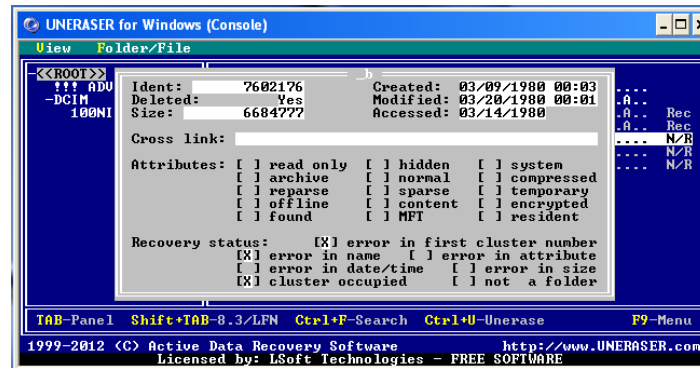 UNERASER for Windows (Console)
View Folder/File
-<<ROOT>>
!!! ADV
-DCIM
100NI
_b
Ident: 7602176 Created: 03/09/1980 00:03
Deleted: Yes Modified: 03/20/1980 00:01
Size: 6684777 Accessed: 03/14/1980
Cross link:
Attributes: [ ] read only [ ] hidden [ ] system
[ ] archive [ ] normal [ ] compressed
[ ] reparse [ ] sparse [ ] temporary
[ ] offline [ ] content [ ] encrypted
[ ] found [ ] MFT [ ] resident
Recovery status: [X] error in first cluster number
[X] error in name [ ] error in attribute
[ ] error in date/time [ ] error in size
[X] cluster occupied [ ] not a folder
....
.A..
.A.. Rec
.A.. Rec
.... N/R
.... N/R
.... N/R
TAB-Panel Shift+TAB-8.3/LFN Ctrl+F-Search Ctrl+U-Unerase F9-Menu
1999-2012 (C) Active Data Recovery Software http://www.UNERASER.com
Licensed by: LSoft Technologies - FREE SOFTWARE